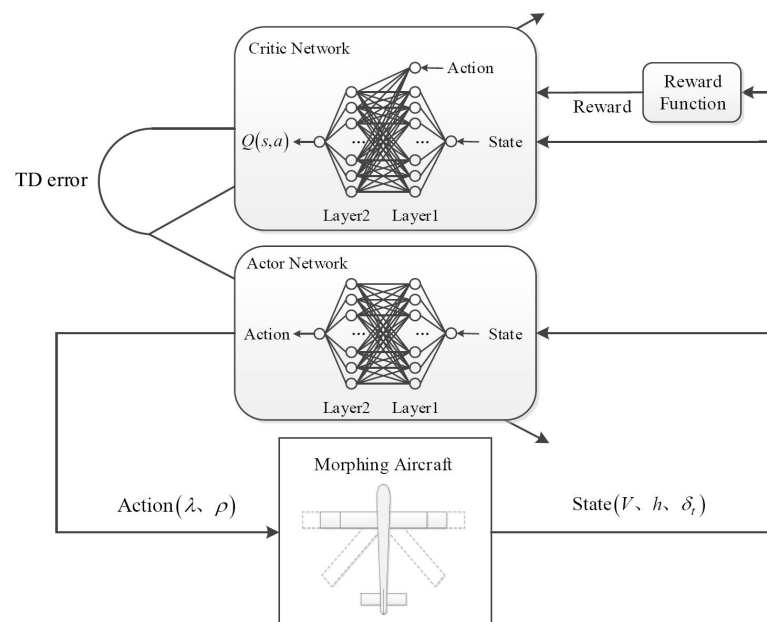 Critic Network
Action
Reward
Function
Reward
Q(s,a)
...
...
State
TD error
Layer2
Layer1
Actor Network
...
...
Action
State
Layer2
Layer1
Morphing Aircraft
Action(λ、ρ)
State(V、h、δₜ)